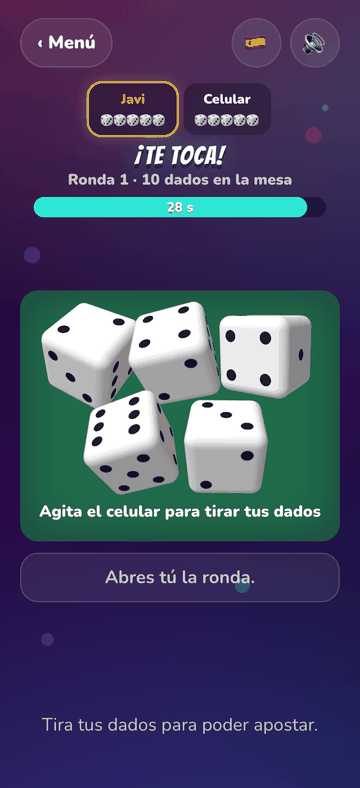 ‹ Menú
Javi
Celular
¡TE TOCA!
Ronda 1 · 10 dados en la mesa
28 s
Agita el celular para tirar tus dados
Abres tú la ronda.
Tira tus dados para poder apostar.